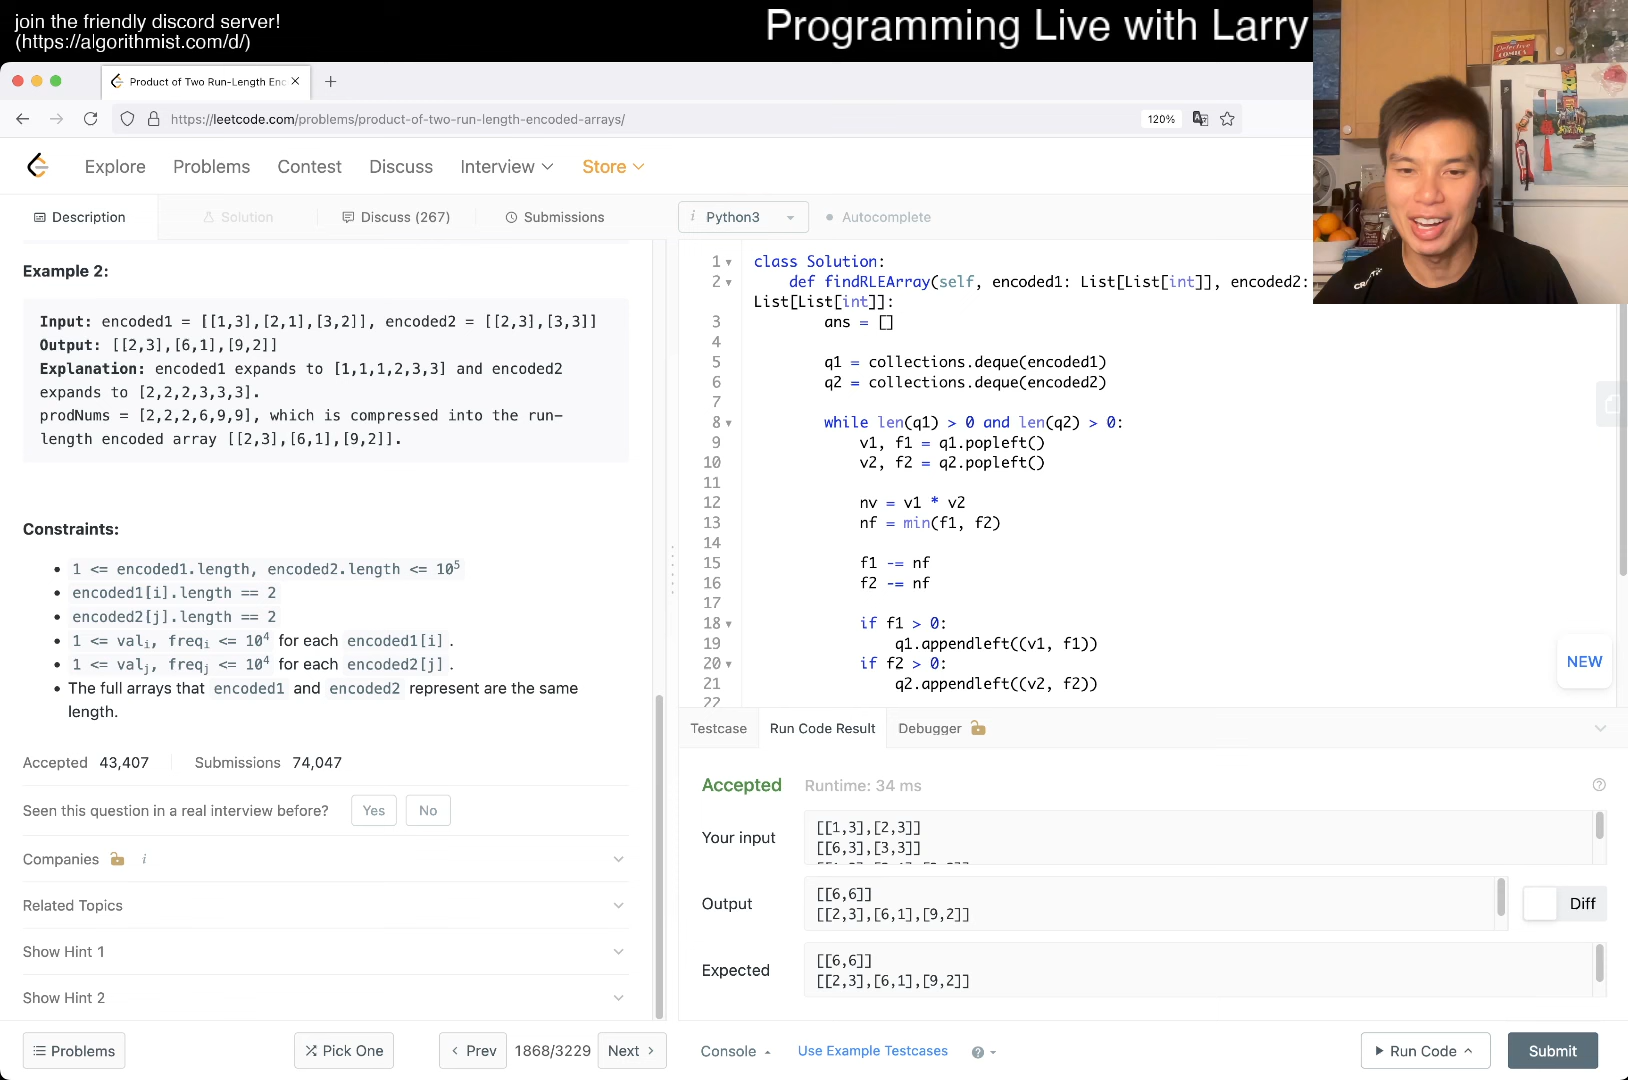 join the friendly discord server!
(https://algorithmist.com/d/)
Programming Live with Larry
Product of Two Run-Length Enc
https://leetcode.com/problems/product-of-two-run-length-encoded-arrays/
120%
Explore Problems Contest Discuss Interview Store
Description Solution Discuss (267) Submissions
i Python3 Autocomplete
Example 2:
Input: encoded1 = [[1,3],[2,1],[3,2]], encoded2 = [[2,3],[3,3]]
Output: [[2,3],[6,1],[9,2]]
Explanation: encoded1 expands to [1,1,1,2,3,3] and encoded2
expands to [2,2,2,3,3,3].
prodNums = [2,2,2,6,9,9], which is compressed into the run-
length encoded array [[2,3],[6,1],[9,2]].
Constraints:
• 1 <= encoded1.length, encoded2.length <= 10⁵
• encoded1[i].length == 2
• encoded2[j].length == 2
• 1 <= valᵢ, freqᵢ <= 10⁴ for each encoded1[i].
• 1 <= valⱼ, freqⱼ <= 10⁴ for each encoded2[j].
• The full arrays that encoded1 and encoded2 represent are the same
length.
Accepted 43,407 Submissions 74,047
Seen this question in a real interview before? Yes No
Companies i
Related Topics
Show Hint 1
Show Hint 2
Problems Pick One Prev 1868/3229 Next
1 class Solution:
2 def findRLEArray(self, encoded1: List[List[int]], encoded2:
List[List[int]]:
3 ans = []
4
5 q1 = collections.deque(encoded1)
6 q2 = collections.deque(encoded2)
7
8 while len(q1) > 0 and len(q2) > 0:
9 v1, f1 = q1.popleft()
10 v2, f2 = q2.popleft()
11
12 nv = v1 * v2
13 nf = min(f1, f2)
14
15 f1 -= nf
16 f2 -= nf
17
18 if f1 > 0:
19 q1.appendleft((v1, f1))
20 if f2 > 0:
21 q2.appendleft((v2, f2))
22
NEW
Testcase Run Code Result Debugger
Accepted Runtime: 34 ms
Your input
[[1,3],[2,3]]
[[6,3],[3,3]]
Output
[[6,6]]
[[2,3],[6,1],[9,2]]
Diff
Expected
[[6,6]]
[[2,3],[6,1],[9,2]]
Console Use Example Testcases Run Code Submit